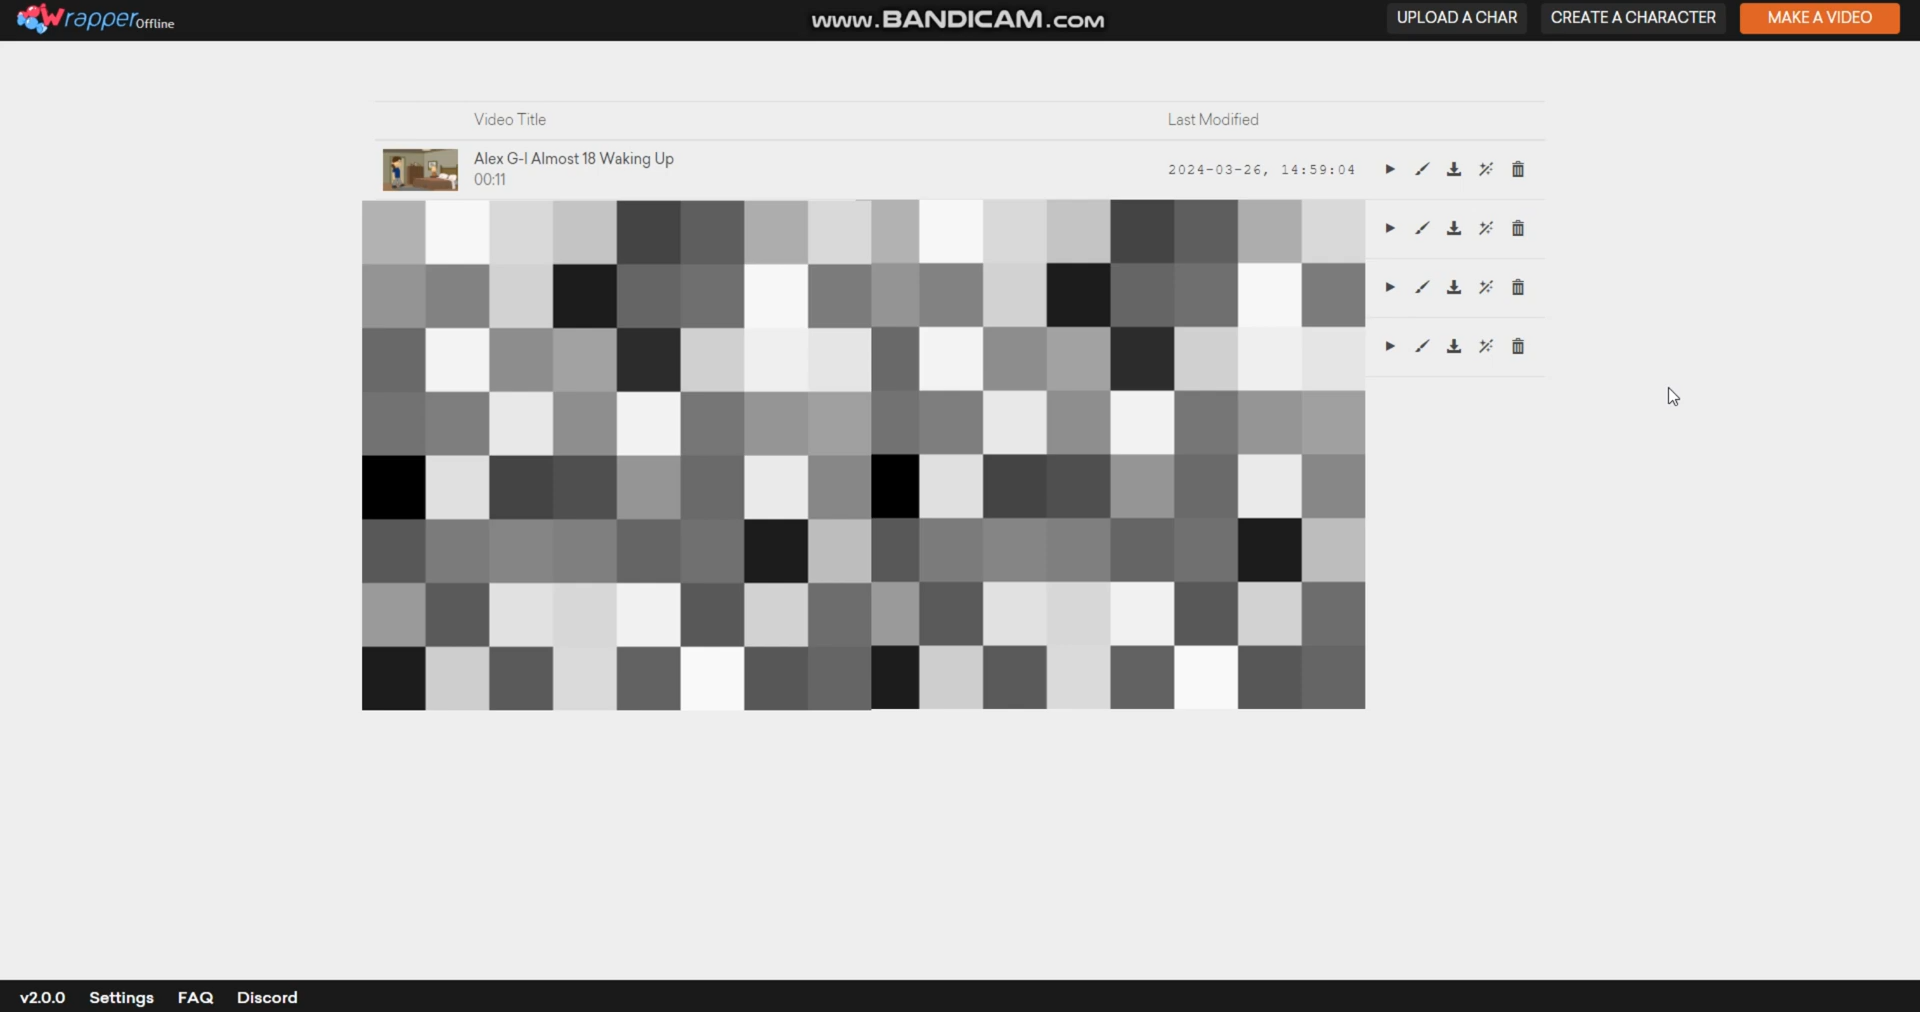 Wrapper Offline
www.BANDICAM.com
UPLOAD A CHAR
CREATE A CHARACTER
MAKE A VIDEO
Video Title
Last Modified
Alex G-I Almost 18 Waking Up
00:11
2024-03-26, 14:59:04
v2.0.0
Settings
FAQ
Discord